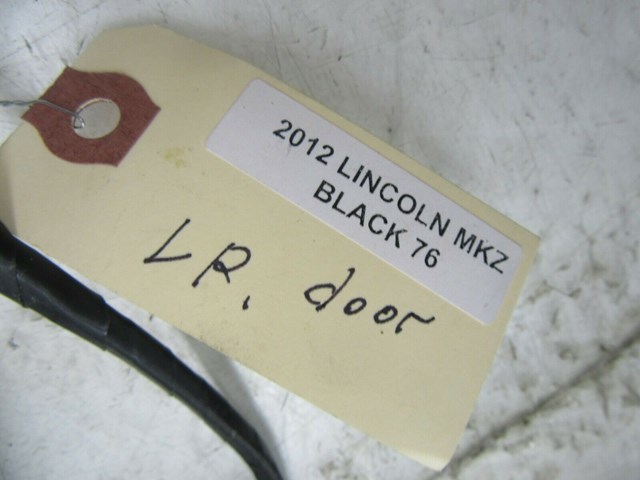 2012 LINCOLN MKZ
BLACK 76
LR. door